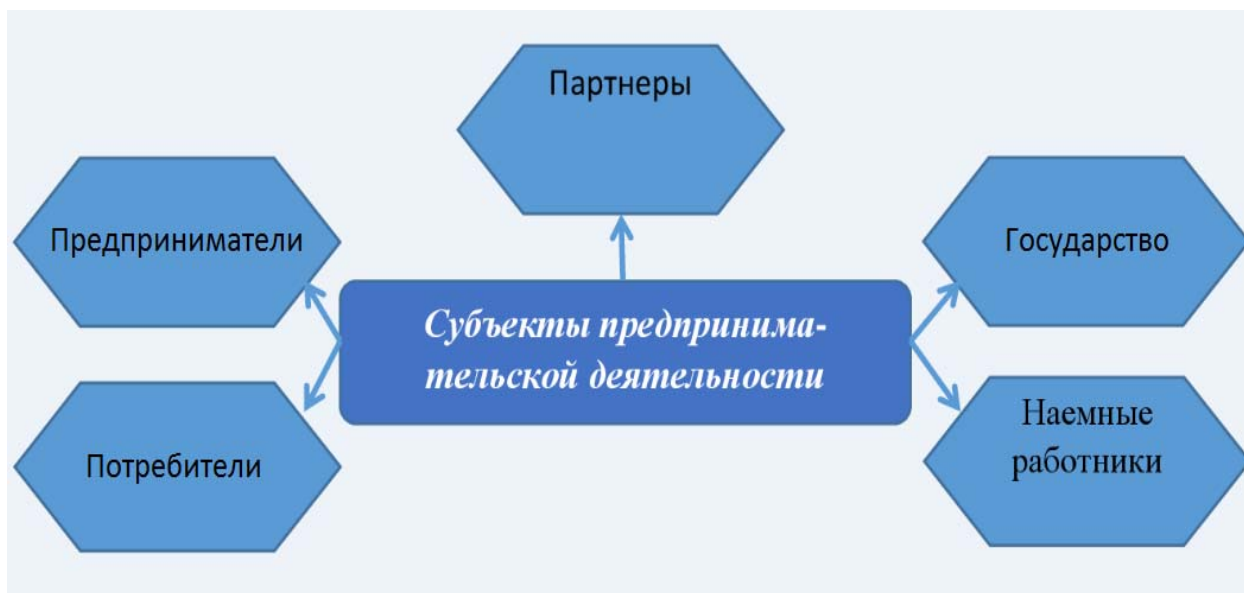 Партнеры
Предприниматели
Государство
Субъекты предпринима-
тельской деятельности
Потребители
Наемные
работники